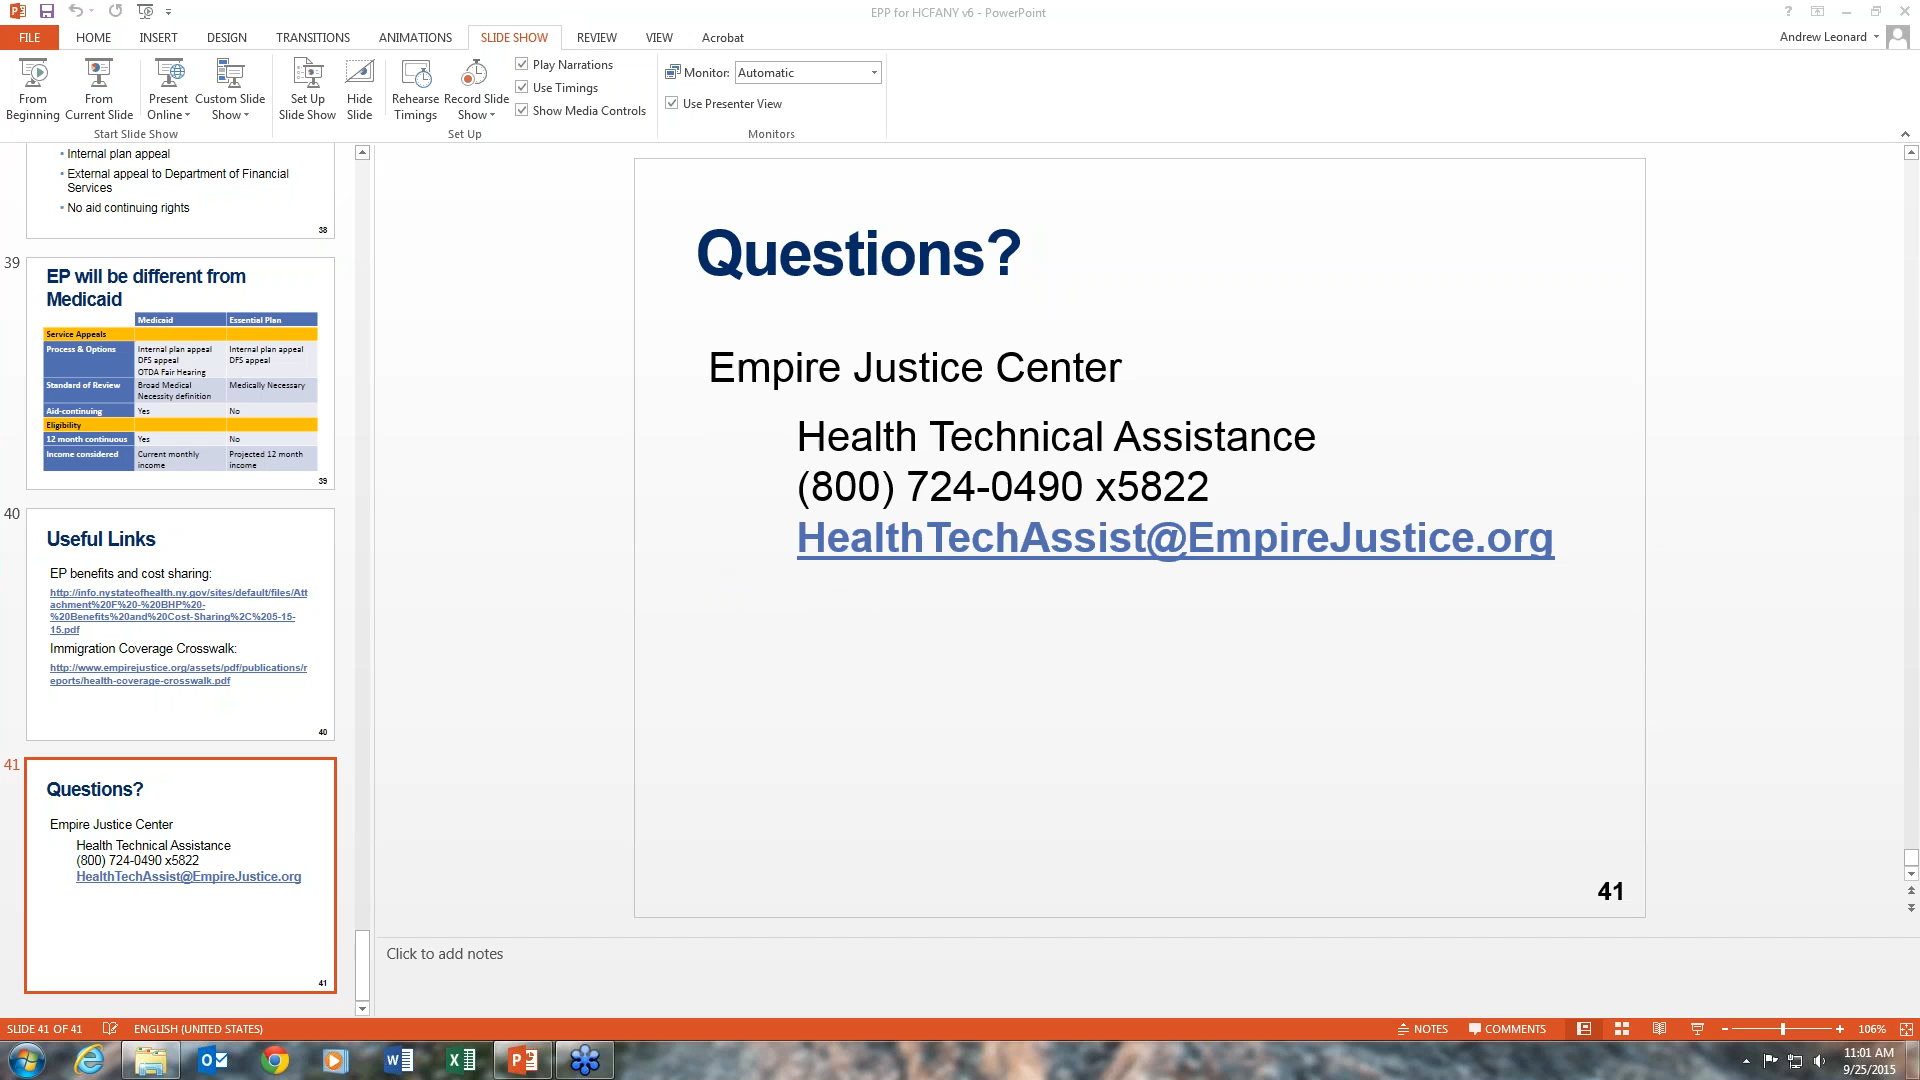 EPP for HCFANY v6 - PowerPoint
FILE HOME INSERT DESIGN TRANSITIONS ANIMATIONS SLIDE SHOW REVIEW VIEW Acrobat
Andrew Leonard
From Beginning
From Current Slide
Present Online
Custom Slide Show
Start Slide Show
Set Up Slide Show
Hide Slide
Rehearse Timings
Record Slide Show
Play Narrations
Use Timings
Show Media Controls
Set Up
Monitor: Automatic
Use Presenter View
Monitors
• Internal plan appeal
• External appeal to Department of Financial
Services
• No aid continuing rights
38
39
EP will be different from
Medicaid
Medicaid Essential Plan
Service Appeals
Process & Options Internal plan appeal Internal plan appeal
DFS appeal DFS appeal
OTDA Fair Hearing
Standard of Review Broad Medical Medically Necessary
Necessity definition
Aid-continuing Yes No
Eligibility
12 month continuous Yes No
Income considered Current monthly Projected 12 month
income income
39
40
Useful Links
EP benefits and cost sharing:
http://info.nystateofhealth.ny.gov/sites/default/files/Att
achment%20F%20-%20BHP%20-
%20Benefits%20and%20Cost-Sharing%2C%205-15-
15.pdf
Immigration Coverage Crosswalk:
http://www.empirejustice.org/assets/pdf/publications/r
eports/health-coverage-crosswalk.pdf
40
41
Questions?
Empire Justice Center
Health Technical Assistance
(800) 724-0490 x5822
HealthTechAssist@EmpireJustice.org
41
Questions?
Empire Justice Center
Health Technical Assistance
(800) 724-0490 x5822
HealthTechAssist@EmpireJustice.org
41
Click to add notes
SLIDE 41 OF 41 ENGLISH (UNITED STATES) NOTES COMMENTS 106%
11:01 AM
9/25/2015